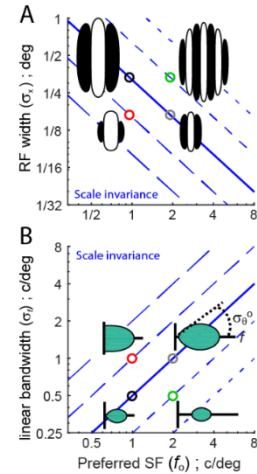 A
RF width (σx) ; deg
1
1/2
1/4
1/8
1/16
1/32
Scale invariance
1/2 1 2 4 8
B
linear bandwidth (σf) ; c/deg
8
4
2
1
0.5
0.25
Scale invariance
σθ°
f
0.5 1 2 4 8
Preferred SF (fo) ; c/deg